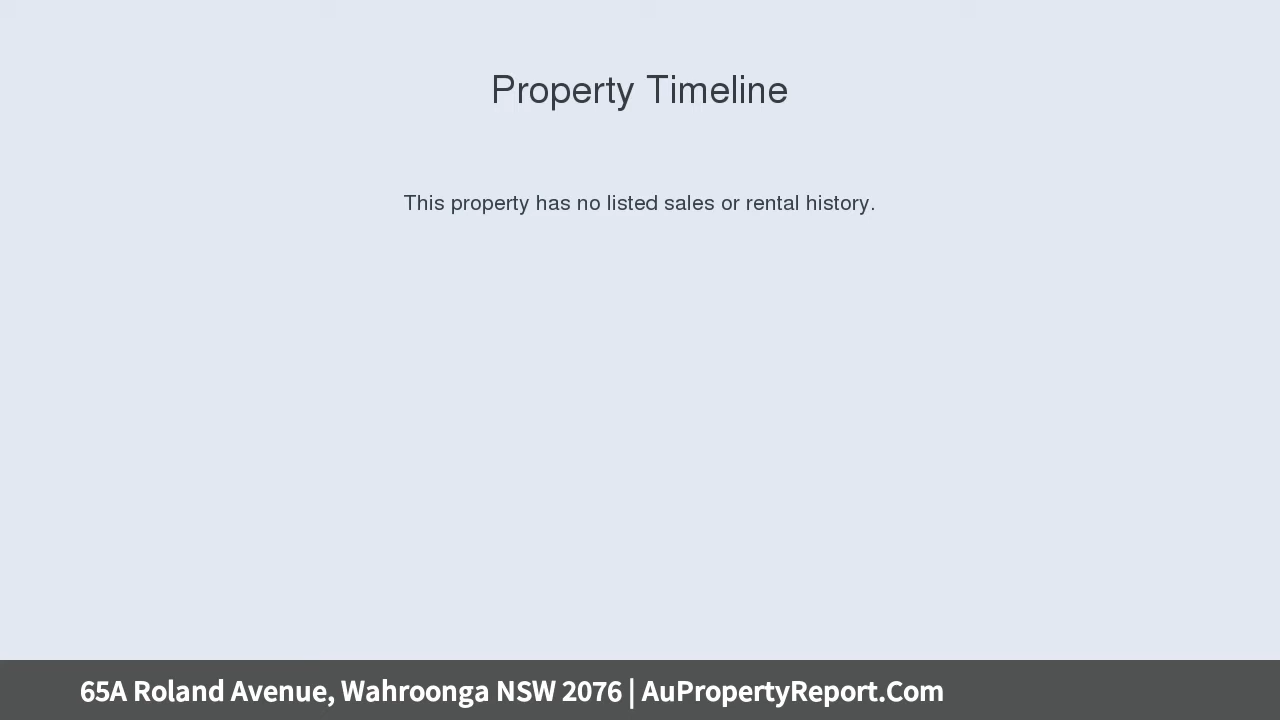 Property Timeline
This property has no listed sales or rental history.
65A Roland Avenue, Wahroonga NSW 2076 | AuPropertyReport.Com